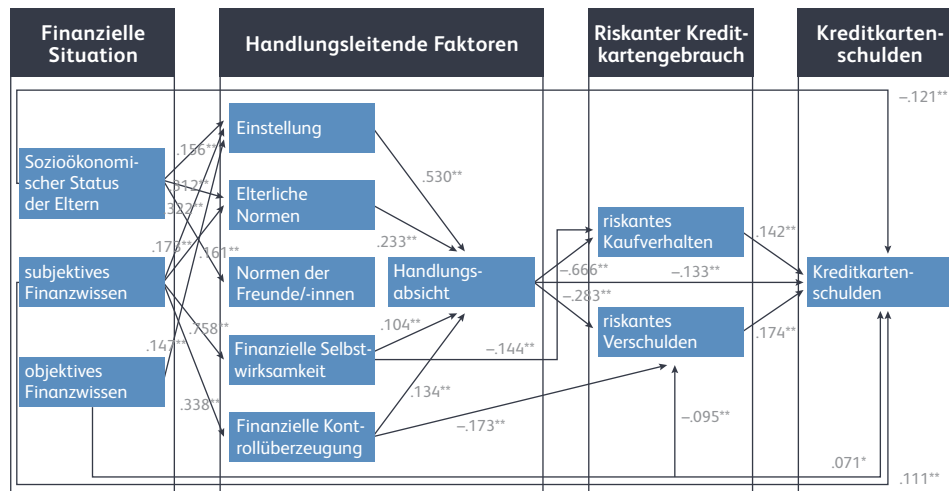 Finanzielle
Situation
Handlungsleitende Faktoren
Riskanter Kredit-
kartengebrauch
Kreditkarten-
schulden
–.121**
Einstellung
.156**
Sozioökonomi-
scher Status
der Eltern
.312**
.530**
Elterliche
Normen
.322**
.233**
riskantes
Kaufverhalten
.142**
.173**
.161**
subjektives
Finanzwissen
Normen der
Freunde/-innen
Handlungs-
absicht
–.666**
–.133**
Kreditkarten-
schulden
–.283**
.758**
.104**
riskantes
Verschulden
.174**
.147**
Finanzielle Selbst-
wirksamkeit
–.144**
objektives
Finanzwissen
.134**
.338**
Finanzielle Kont-
rollüberzeugung
–.173**
–.095**
.071*
.111**